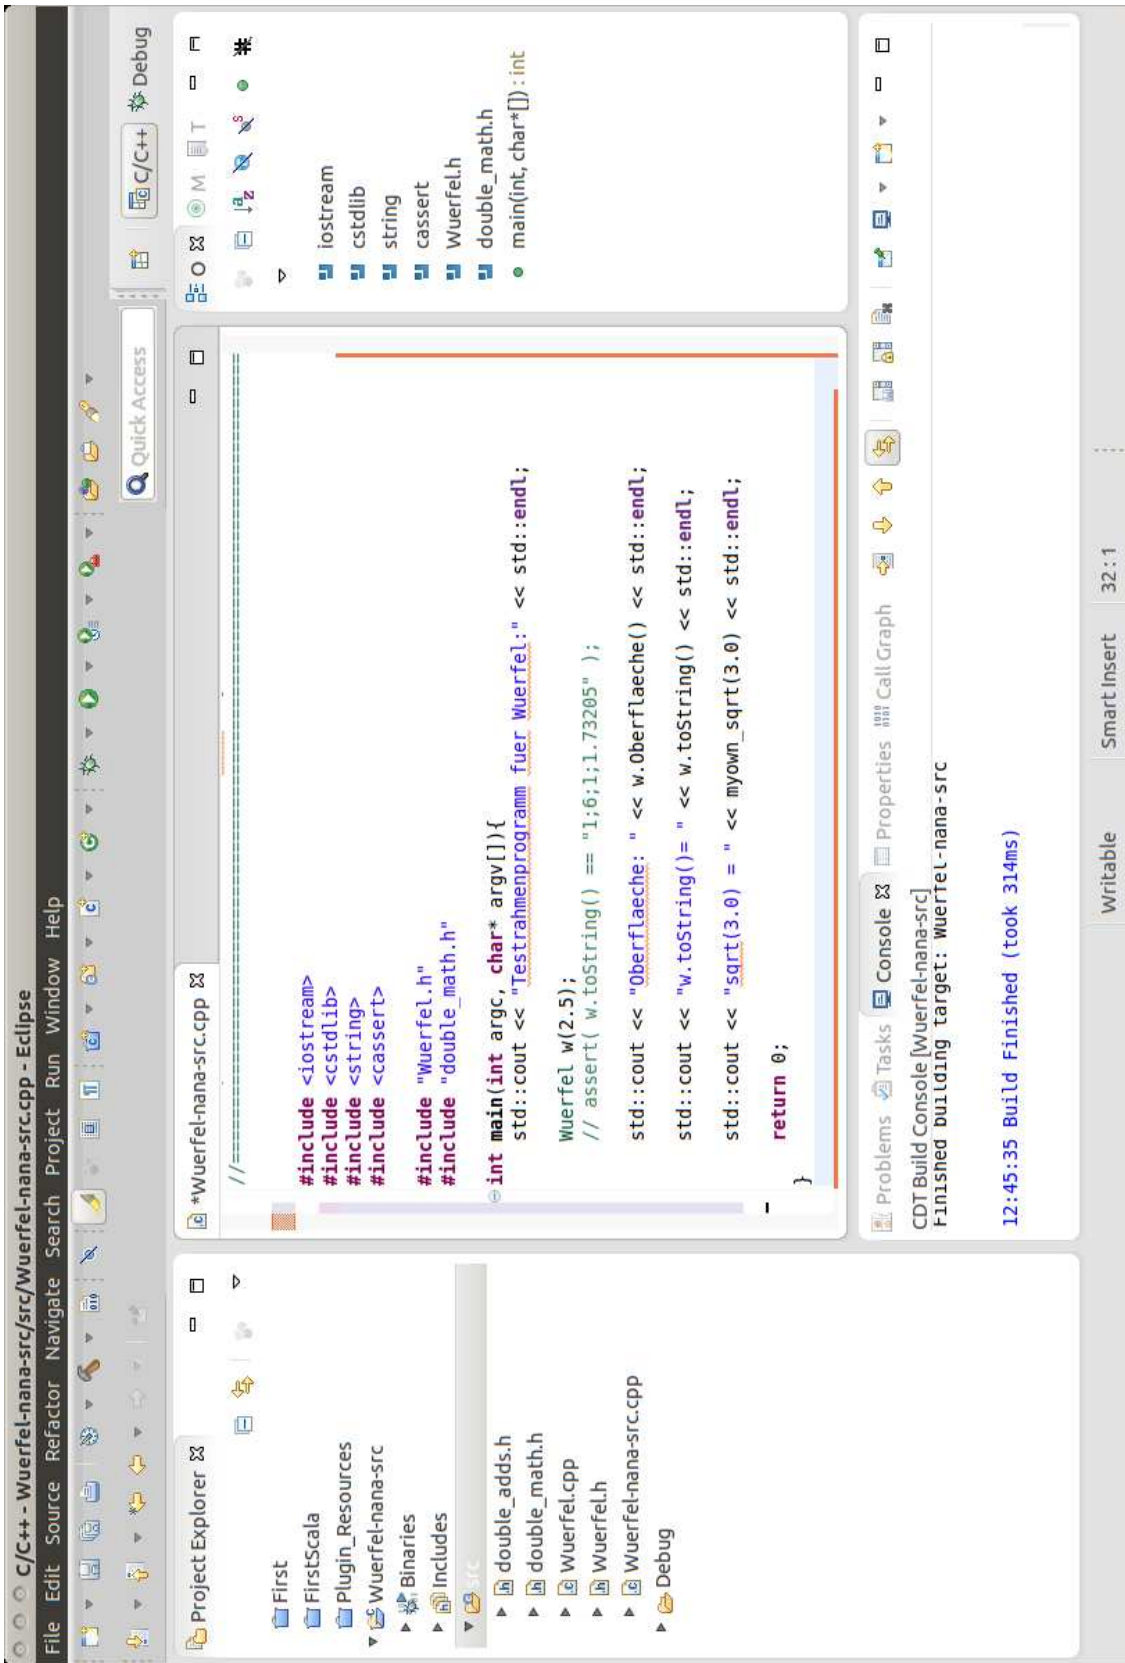 C/C++ - Wuerfel-nana-src/src/Wuerfel-nana-src.cpp - Eclipse
File Edit Source Refactor Navigate Search Project Run Window Help
Quick Access
C/C++ Debug
Project Explorer
First
FirstScala
Plugin_Resources
Wuerfel-nana-src
Binaries
Includes
src
double_adds.h
double_math.h
Wuerfel.cpp
Wuerfel.h
Wuerfel-nana-src.cpp
Debug
*Wuerfel-nana-src.cpp
#include <iostream>
#include <cstdlib>
#include <string>
#include <cassert>
#include "Wuerfel.h"
#include "double_math.h"
int main(int argc, char* argv[]){
std::cout << "Testrahmenprogramm fuer Wuerfel:" << std::endl;
Wuerfel w(2.5);
// assert( w.toString() == "1;6;1;1.73205" );
std::cout << "Oberflaeche: " << w.Oberflaeche() << std::endl;
std::cout << "w.toString()= " << w.toString() << std::endl;
std::cout << "sqrt(3.0) = " << myown_sqrt(3.0) << std::endl;
return 0;
}
O M T
iostream
cstdlib
string
cassert
Wuerfel.h
double_math.h
main(int, char*[]) : int
Problems Tasks Console Properties Call Graph
CDT Build Console [Wuerfel-nana-src]
Finished building target: Wuerfel-nana-src
12:45:35 Build Finished (took 314ms)
Writable Smart Insert 32 : 1